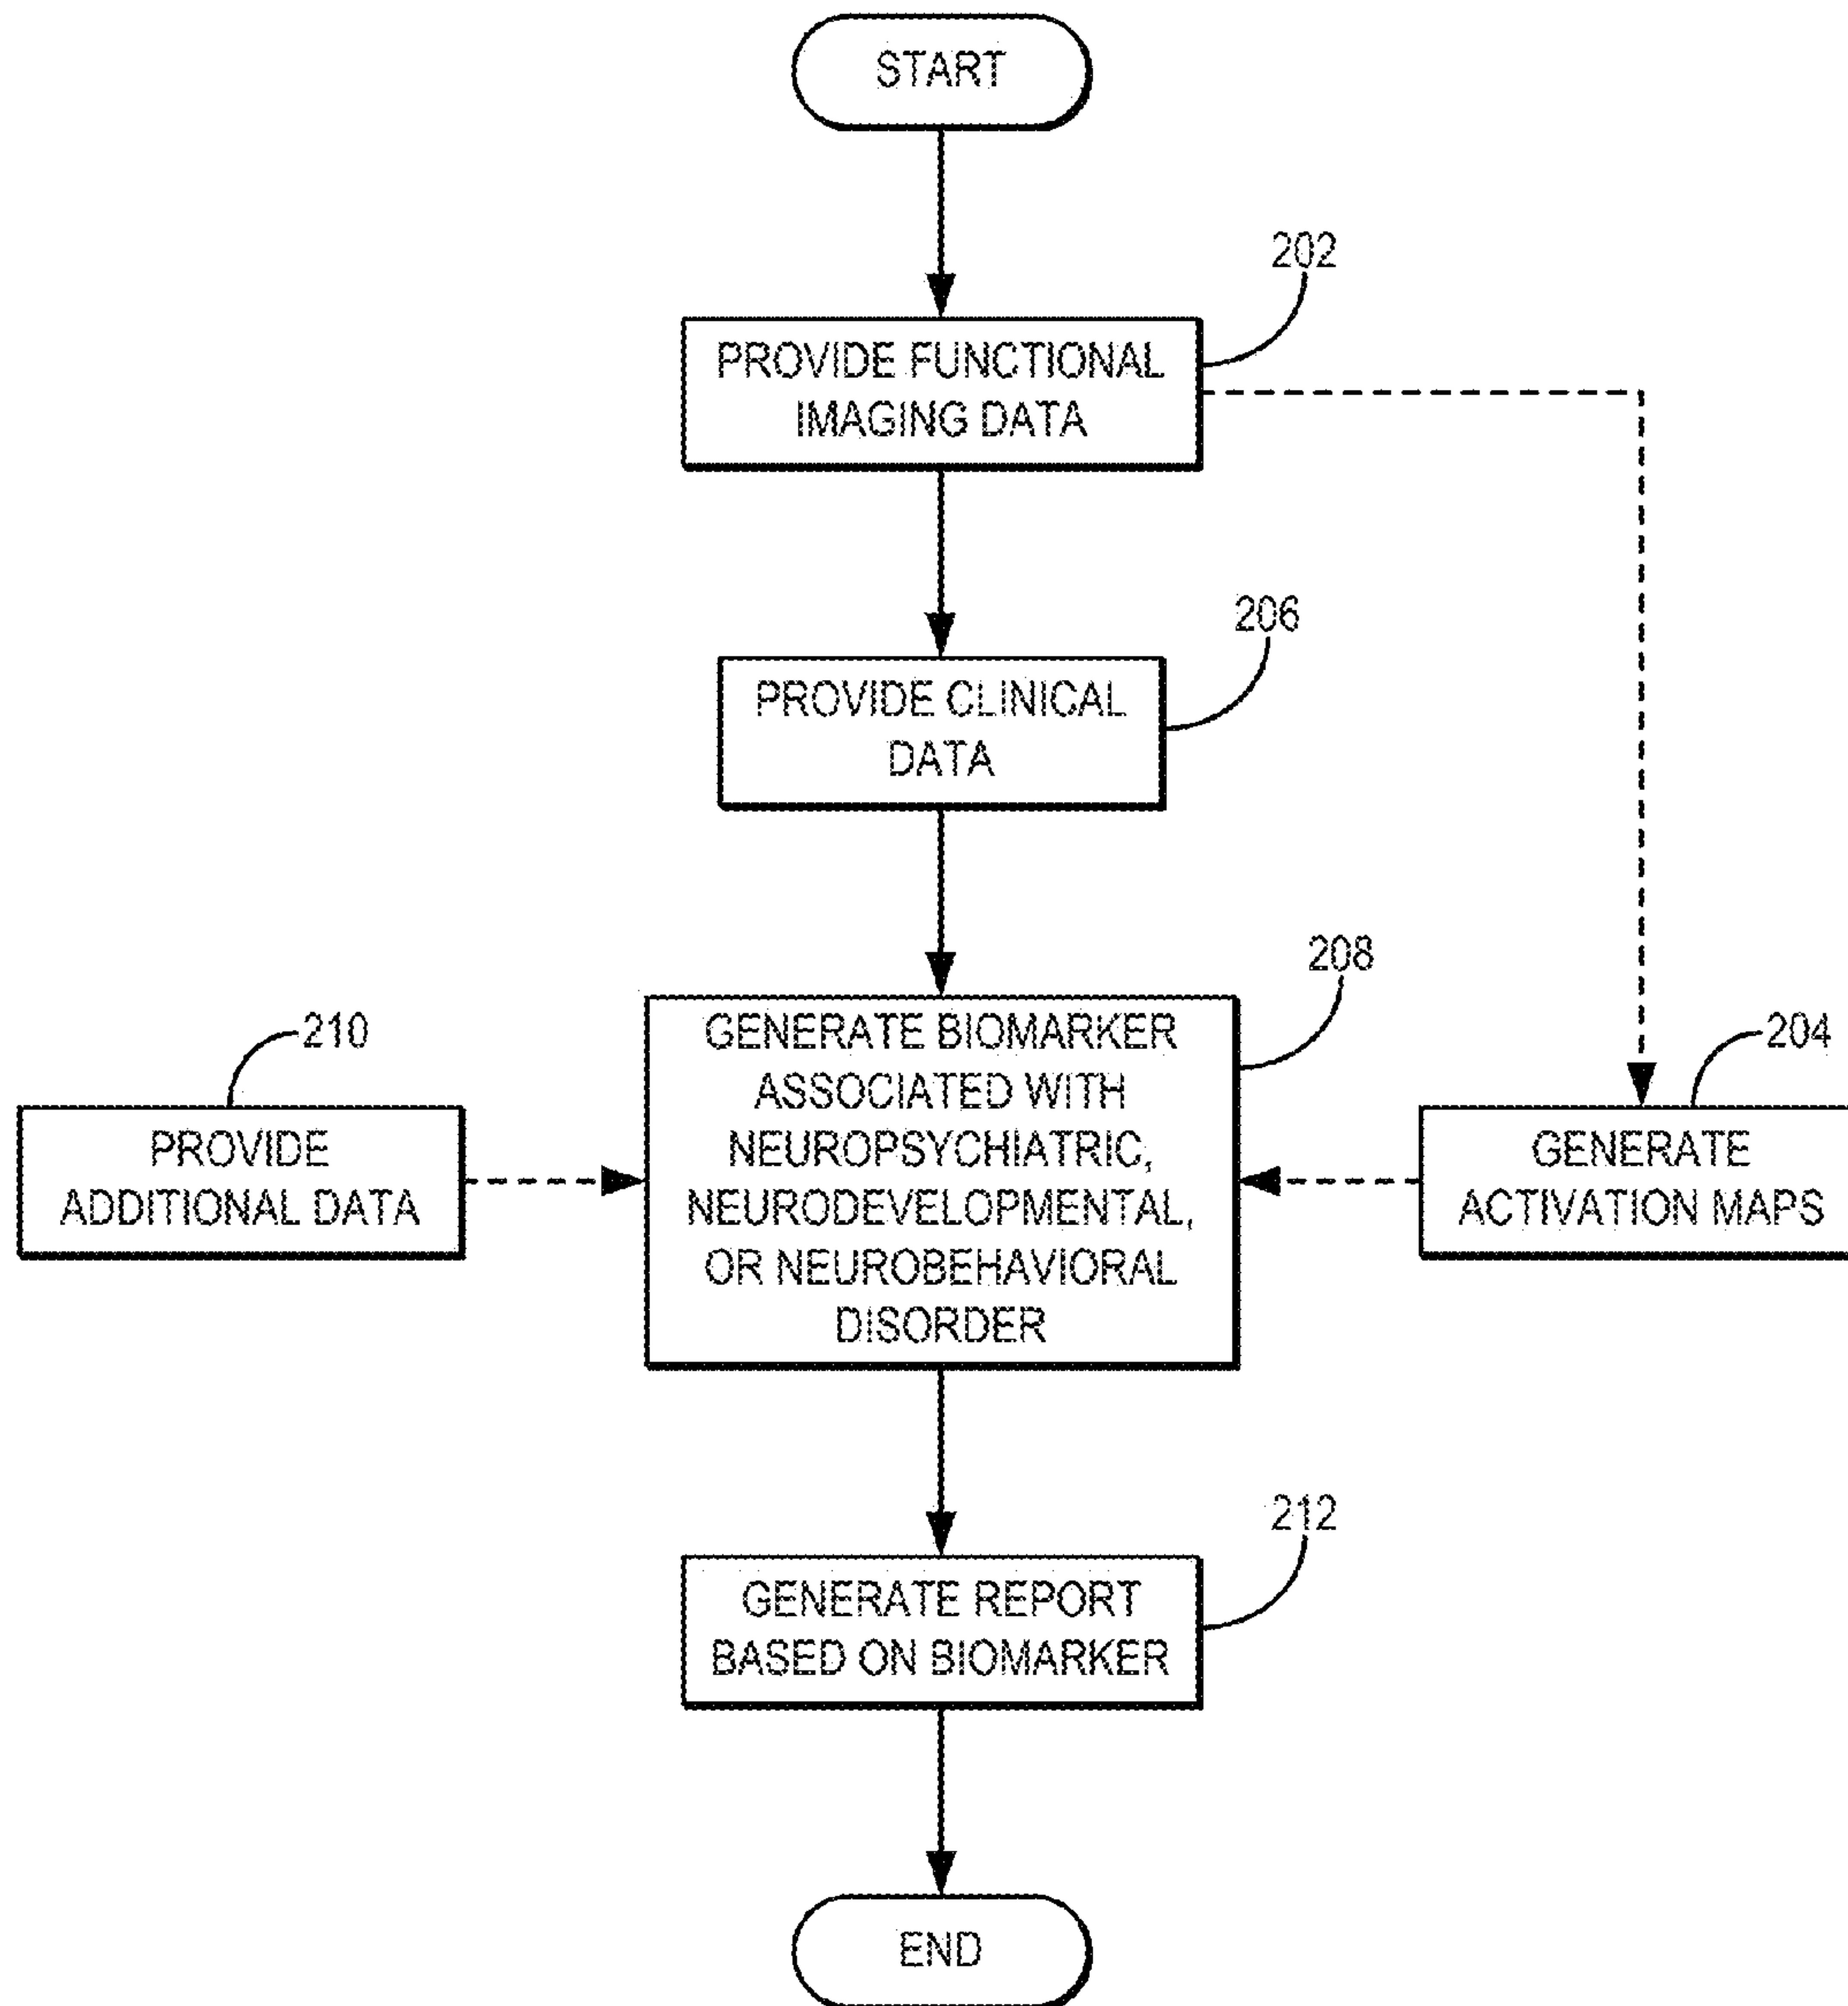 START
202
PROVIDE FUNCTIONAL
IMAGING DATA
206
PROVIDE CLINICAL
DATA
208
GENERATE BIOMARKER
ASSOCIATED WITH
NEUROPSYCHIATRIC,
NEURODEVELOPMENTAL,
OR NEUROBEHAVIORAL
DISORDER
210
PROVIDE
ADDITIONAL DATA
204
GENERATE
ACTIVATION MAPS
212
GENERATE REPORT
BASED ON BIOMARKER
END